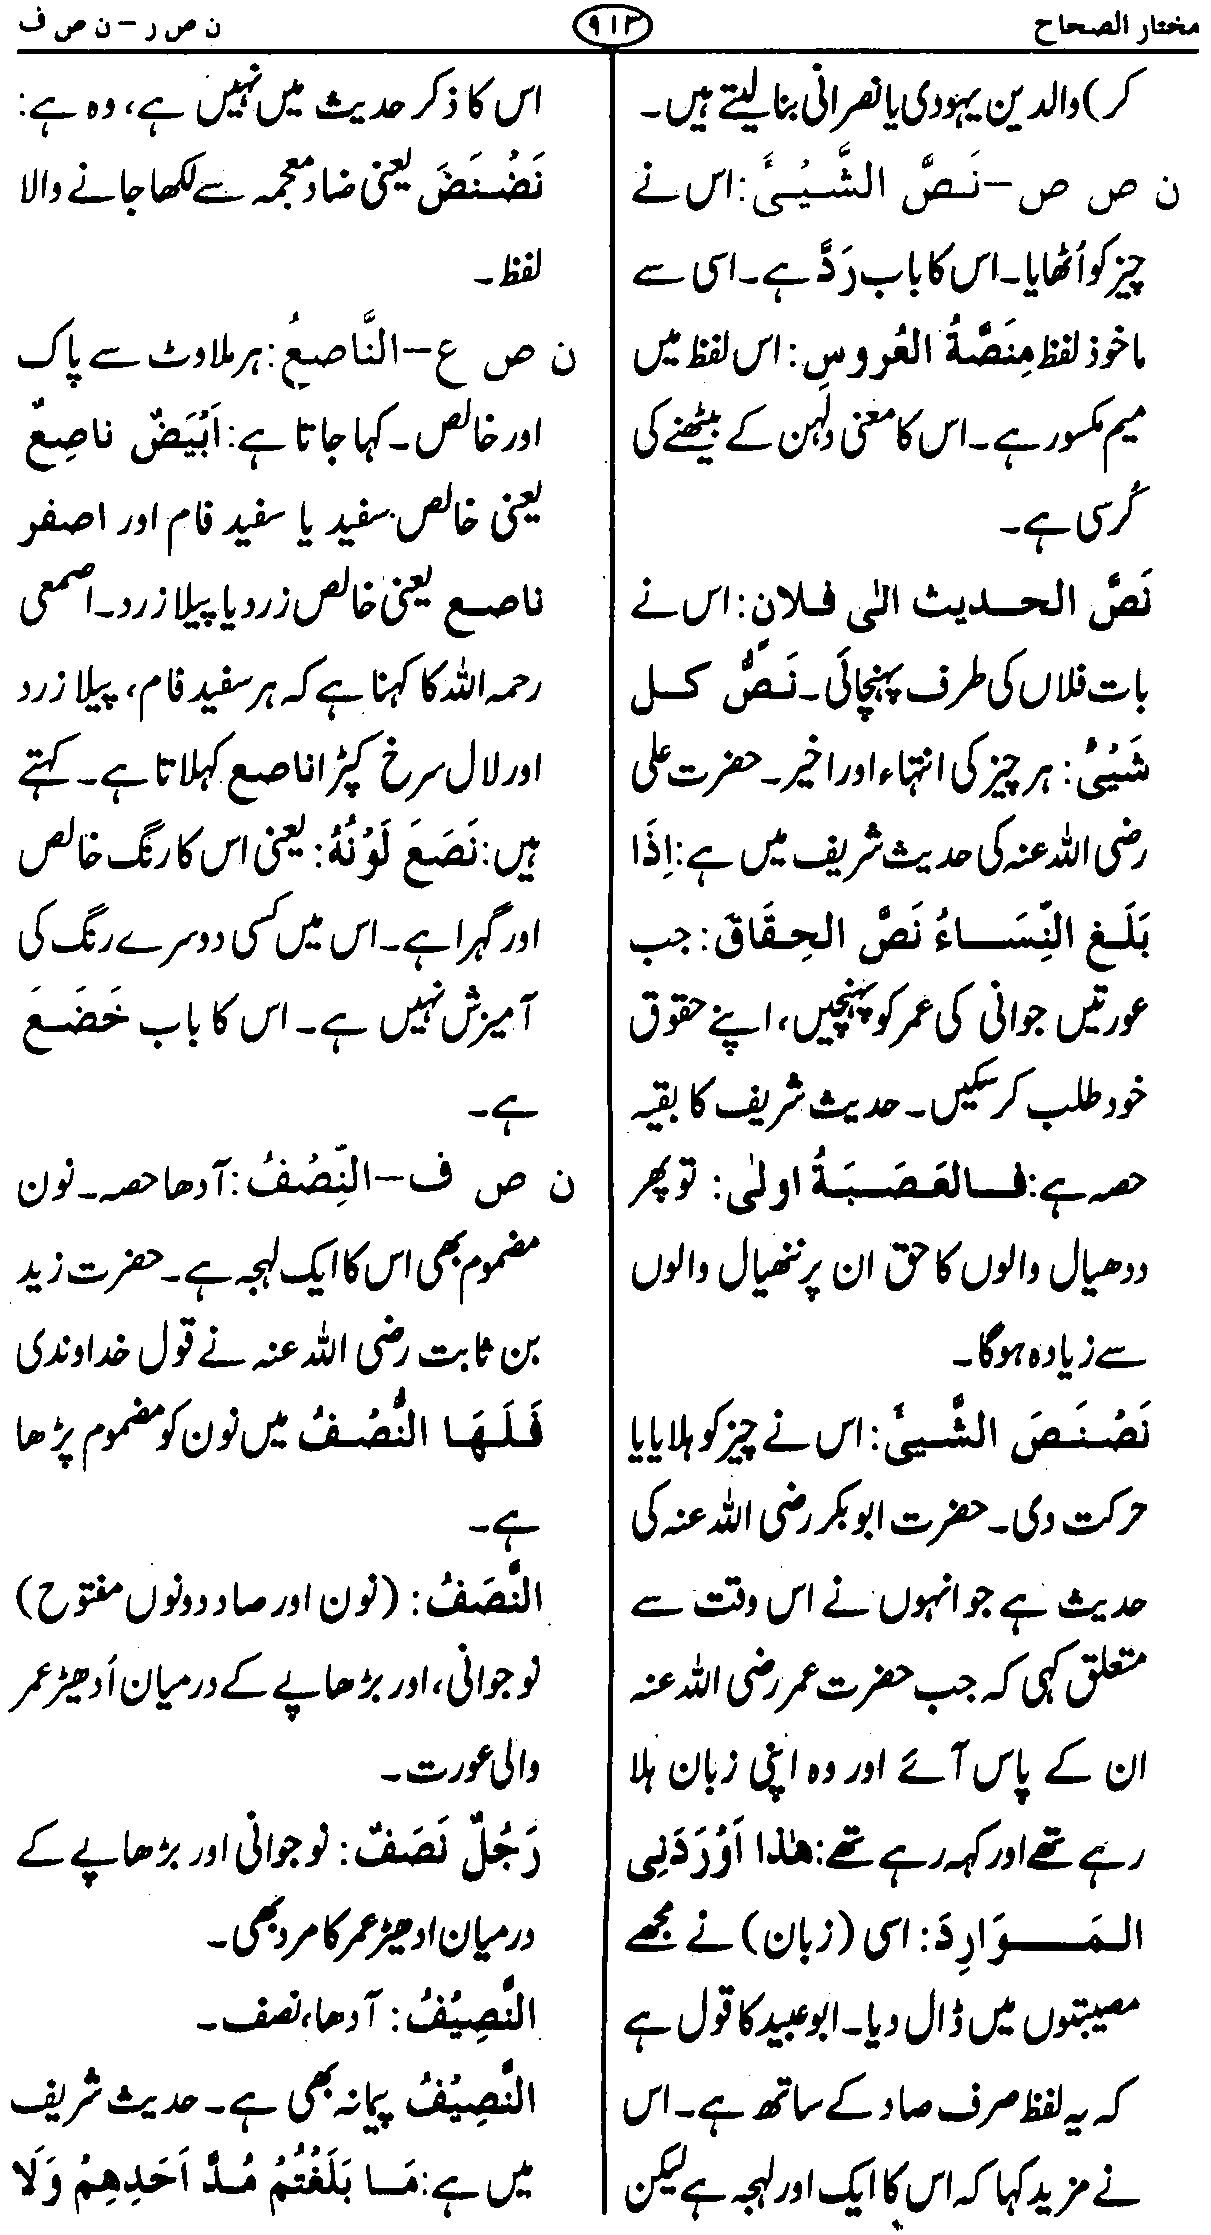 مختار الصحاح
۹۱۳
ن ص ر – ن ص ف
کر) والدین یہودی یا نصرانی بنا لیتے ہیں۔
ن ص ص – نَصَّ الشَّیْئَ: اس نے
چیز کو اُٹھایا۔ اس کا باب رَدَّ ہے۔ اسی سے
ماخوذ لفظ مِنَصَّةُ العُروسِ: اس لفظ میں
میم مکسور ہے۔ اس کا معنی دلہن کے بیٹھنے کی
کُرسی ہے۔
نَصَّ الحدیث الیٰ فلان: اس نے
بات فلاں کی طرف پہنچائی۔ نَصُّ کل
شَیْئٍ: ہر چیز کی انتہاء اور اخیر۔ حضرت علی
رضی اللہ عنہ کی حدیث شریف میں ہے: اِذَا
بَلَغ النِّسَاءُ نَصَّ الحِقَاقَ: جب
عورتیں جوانی کی عمر کو پہنچیں، اپنے حقوق
خود طلب کر سکیں۔ حدیث شریف کا بقیہ
حصہ ہے: فالعَصَبَةُ اولیٰ: تو پھر
ددھیال والوں کا حق ان پر ننھیال والوں
سے زیادہ ہوگا۔
نَصْنَصَ الشَّیئَ: اس نے چیز کو ہلایا یا
حرکت دی۔ حضرت ابوبکر رضی اللہ عنہ کی
حدیث ہے جو انہوں نے اس وقت سے
متعلق کہی کہ جب حضرت عمر رضی اللہ عنہ
ان کے پاس آئے اور وہ اپنی زبان ہلا
رہے تھے اور کہہ رہے تھے: ھٰذا اَوْرَدَنِی
المَوَارِدَ: اسی (زبان) نے مجھے
مصیبتوں میں ڈال دیا۔ ابوعبید کا قول ہے
کہ یہ لفظ صرف صاد کے ساتھ ہے۔ اس
نے مزید کہا کہ اس کا ایک اور لہجہ ہے لیکن
اس کا ذکر حدیث میں نہیں ہے، وہ ہے:
نَضْنَضَ یعنی ضاد معجمہ سے لکھا جانے والا
لفظ۔
ن ص ع – النَّاصِعُ: ہر ملاوٹ سے پاک
اور خالص۔ کہا جاتا ہے: اَبْیَضٌ ناصِعٌ
یعنی خالص سفید یا سفید فام اور اصفر
ناصع یعنی خالص زرد یا پیلا زرد۔ اصمعی
رحمہ اللہ کا کہنا ہے کہ ہر سفید فام، پیلا زرد
اور لال سرخ کپڑا ناصع کہلاتا ہے۔ کہتے
ہیں: نَصَعَ لَوْنُهُ: یعنی اس کا رنگ خالص
اور گہرا ہے۔ اس میں کسی دوسرے رنگ کی
آمیزش نہیں ہے۔ اس کا باب خَضَعَ
ہے۔
ن ص ف – النِّصْفُ: آدھا حصہ۔ نون
مضموم بھی اس کا ایک لہجہ ہے۔ حضرت زید
بن ثابت رضی اللہ عنہ نے قول خداوندی
فَلَهَا النُّصْفُ میں نون کو مضموم پڑھا
ہے۔
النَّصَفُ: (نون اور صاد دونوں مفتوح)
نوجوانی، اور بڑھاپے کے درمیان اَدھیڑ عمر
والی عورت۔
رَجُلٌ نَصَفٌ: نوجوانی اور بڑھاپے کے
درمیان ادھیڑ عمر کا مرد بھی۔
النَّصِیْفُ: آدھا، نصف۔
النَّصِیْفُ پیمانہ بھی ہے۔ حدیث شریف
میں ہے: مَا بَلَغْتُمْ مُدَّ اَحَدِهِمْ وَلَا